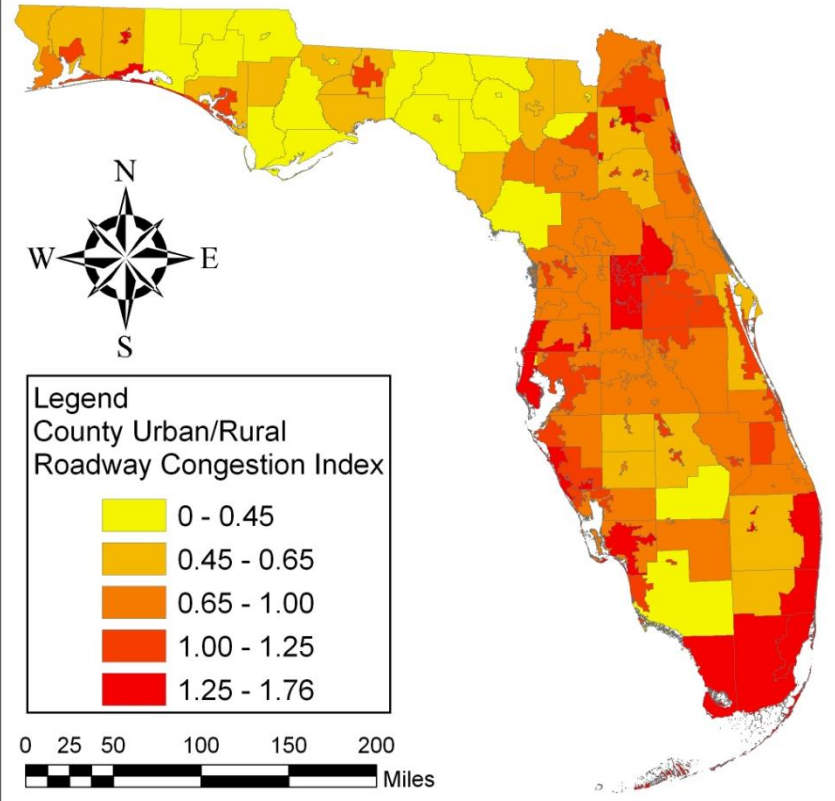 N
W E
S
Legend
County Urban/Rural
Roadway Congestion Index
0 - 0.45
0.45 - 0.65
0.65 - 1.00
1.00 - 1.25
1.25 - 1.76
0 25 50 100 150 200
Miles